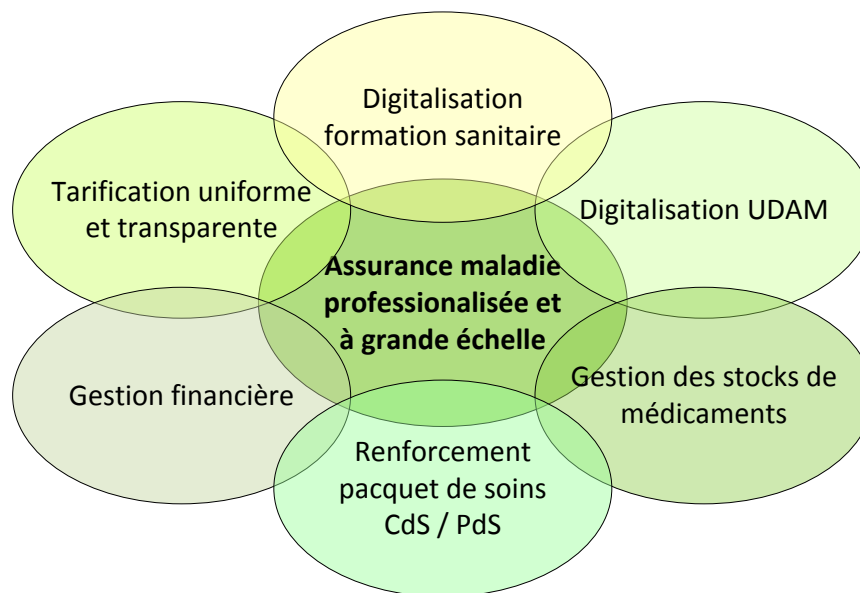 Digitalisation
formation sanitaire
Tarification uniforme
et transparente
Digitalisation UDAM
Assurance maladie
professionalisée et
à grande échelle
Gestion financière
Gestion des stocks de
médicaments
Renforcement
pacquet de soins
CdS / PdS